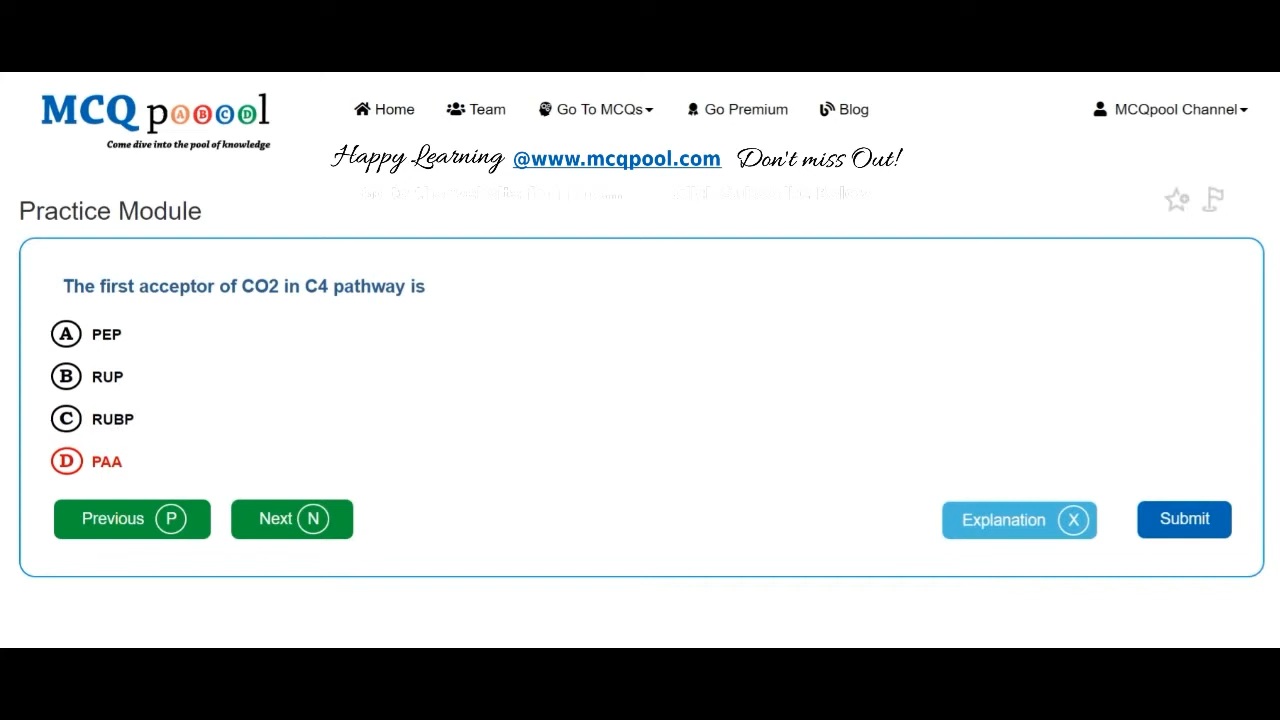 MCQ pooool
Come dive into the pool of knowledge
Home Team Go To MCQs Go Premium Blog MCQpool Channel
Happy Learning @www.mcqpool.com Don't miss Out!
Practice Module
The first acceptor of CO2 in C4 pathway is
A PEP
B RUP
C RUBP
D PAA
Previous P Next N Explanation X Submit